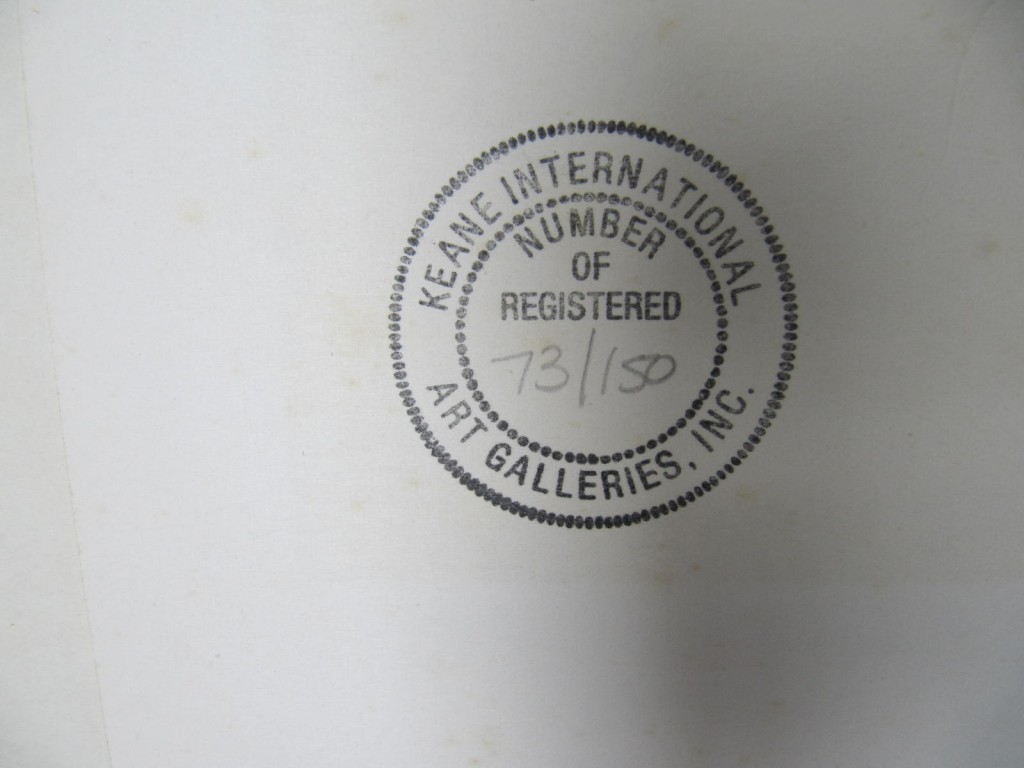 KEANE INTERNATIONAL
NUMBER
OF
REGISTERED
73/150
ART GALLERIES, INC.